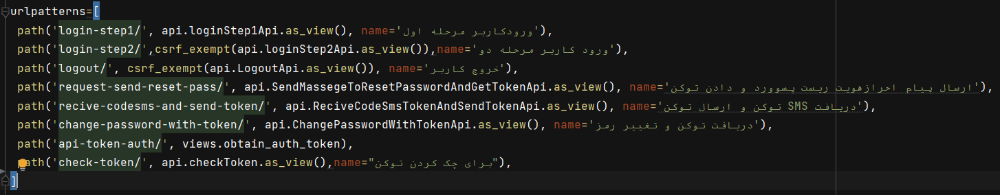 urlpatterns=[
path('login-step1/', api.loginStep1Api.as_view(), name='ورودکاربر مرحله اول'),
path('login-step2/',csrf_exempt(api.loginStep2Api.as_view()),name='ورود کاربر مرحله دو'),
path('logout/', csrf_exempt(api.LogoutApi.as_view()), name='خروج کاربر'),
path('request-send-reset-pass/', api.SendMassegeToResetPasswordAndGetTokenApi.as_view(), name='ارسال پیام احرازهویت ریست پسوورد و دادن توکن'),
path('recive-codesms-and-send-token/', api.ReciveCodeSmsTokenAndSendTokenApi.as_view(), name='دریافت SMS توکن و ارسال توکن'),
path('change-password-with-token/', api.ChangePasswordWithTokenApi.as_view(), name='دریافت توکن و تغییر رمز'),
path('api-token-auth/', views.obtain_auth_token),
path('check-token/', api.checkToken.as_view(),name="برای چک کردن توکن"),
]